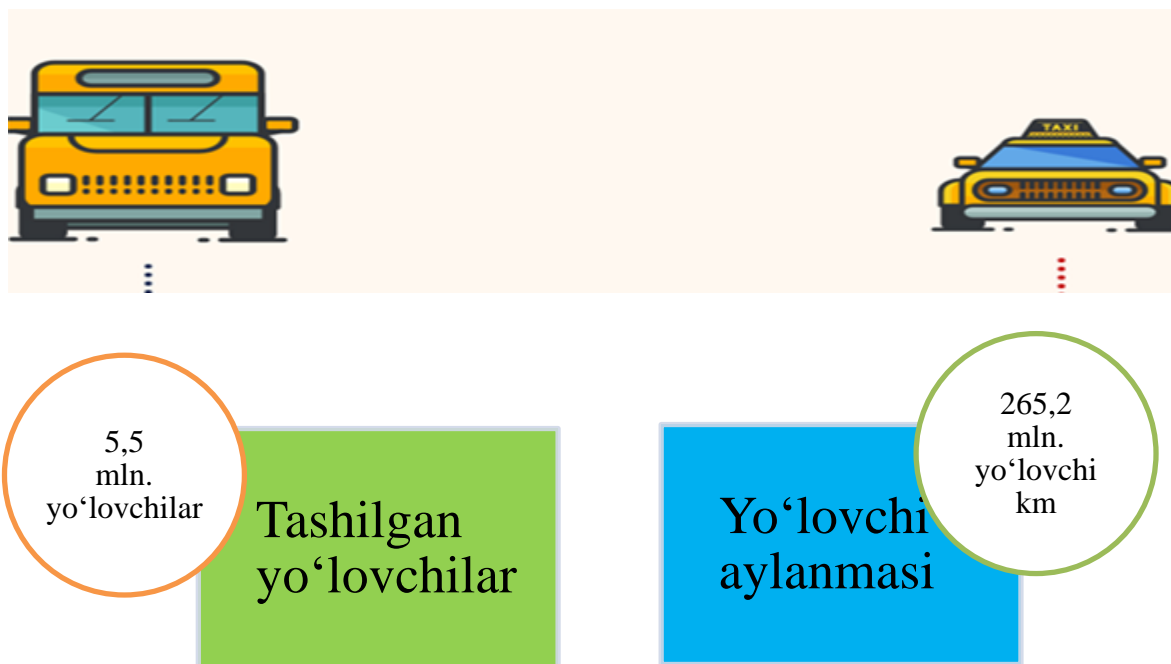 TAXI
5,5
mln.
yo‘lovchilar
Tashilgan
yo‘lovchilar
265,2
mln.
yo‘lovchi
km
Yo‘lovchi
aylanmasi